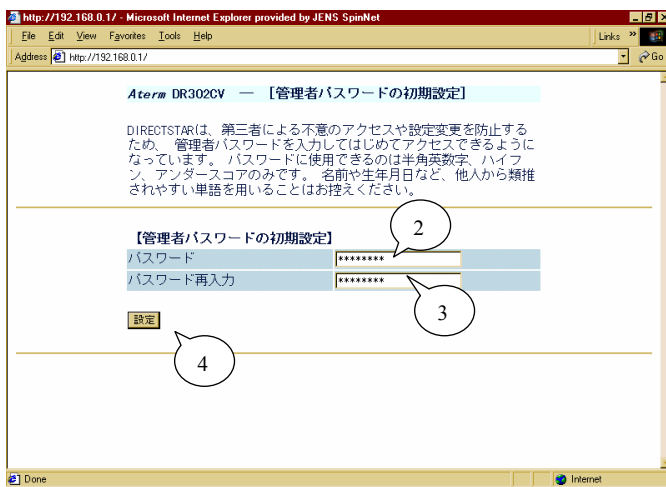 http://192.168.0.1/ - Microsoft Internet Explorer provided by JENS SpinNet
File Edit View Favorites Tools Help Links »
Address http://192.168.0.1/ Go
Aterm DR302CV ― [管理者パスワードの初期設定]
DIRECTSTARは、第三者による不意のアクセスや設定変更を防止する
ため、 管理者パスワードを入力してはじめてアクセスできるように
なっています。 パスワードに使用できるのは半角英数字、ハイフ
ン、アンダースコアのみです。 名前や生年月日など、他人から類推
されやすい単語を用いることはお控えください。
2
【管理者パスワードの初期設定】
パスワード ********
パスワード再入力 ********
3
設定
4
Done Internet